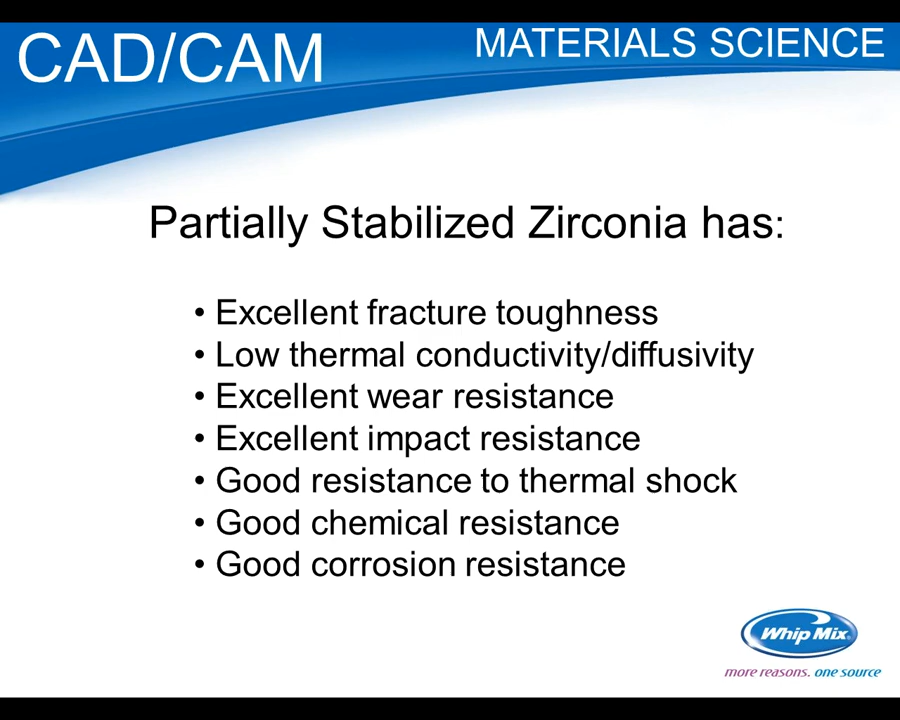 CAD/CAM
MATERIALS SCIENCE
Partially Stabilized Zirconia has:
• Excellent fracture toughness
• Low thermal conductivity/diffusivity
• Excellent wear resistance
• Excellent impact resistance
• Good resistance to thermal shock
• Good chemical resistance
• Good corrosion resistance
Whip Mix®
more reasons. one source